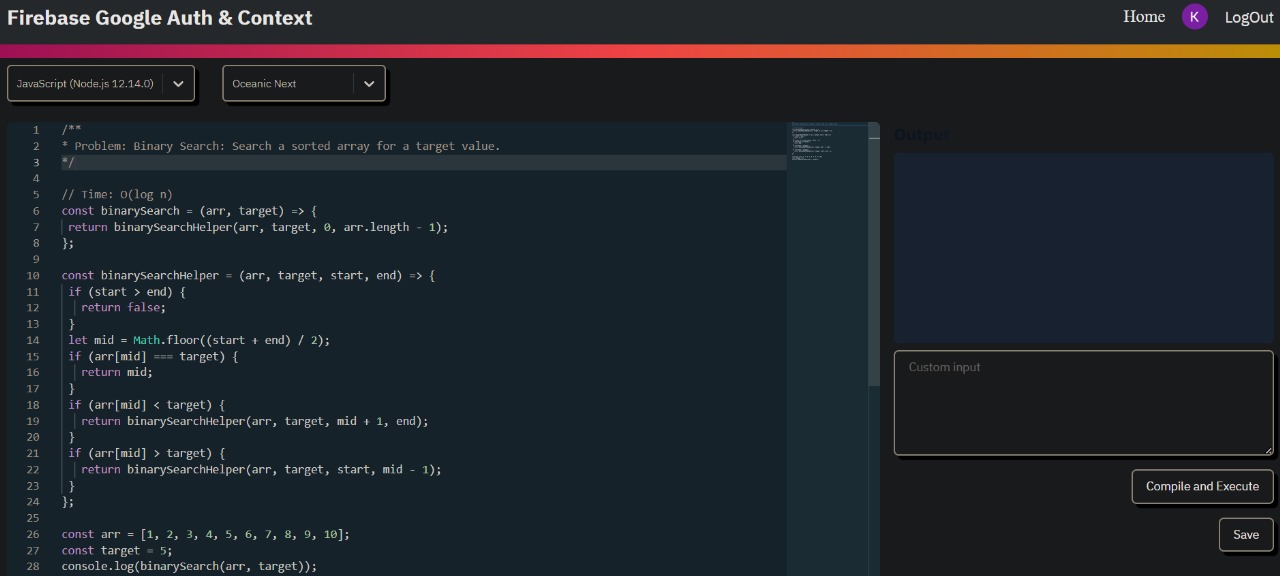 Firebase Google Auth & Context
Home K LogOut
JavaScript (Node.js 12.14.0)
Oceanic Next
Output
1 /**
2 * Problem: Binary Search: Search a sorted array for a target value.
3 */
4
5 // Time: O(log n)
6 const binarySearch = (arr, target) => {
7 return binarySearchHelper(arr, target, 0, arr.length - 1);
8 };
9
10 const binarySearchHelper = (arr, target, start, end) => {
11 if (start > end) {
12 return false;
13 }
14 let mid = Math.floor((start + end) / 2);
15 if (arr[mid] === target) {
16 return mid;
17 }
18 if (arr[mid] < target) {
19 return binarySearchHelper(arr, target, mid + 1, end);
20 }
21 if (arr[mid] > target) {
22 return binarySearchHelper(arr, target, start, mid - 1);
23 }
24 };
25
26 const arr = [1, 2, 3, 4, 5, 6, 7, 8, 9, 10];
27 const target = 5;
28 console.log(binarySearch(arr, target));
Custom input
Compile and Execute
Save